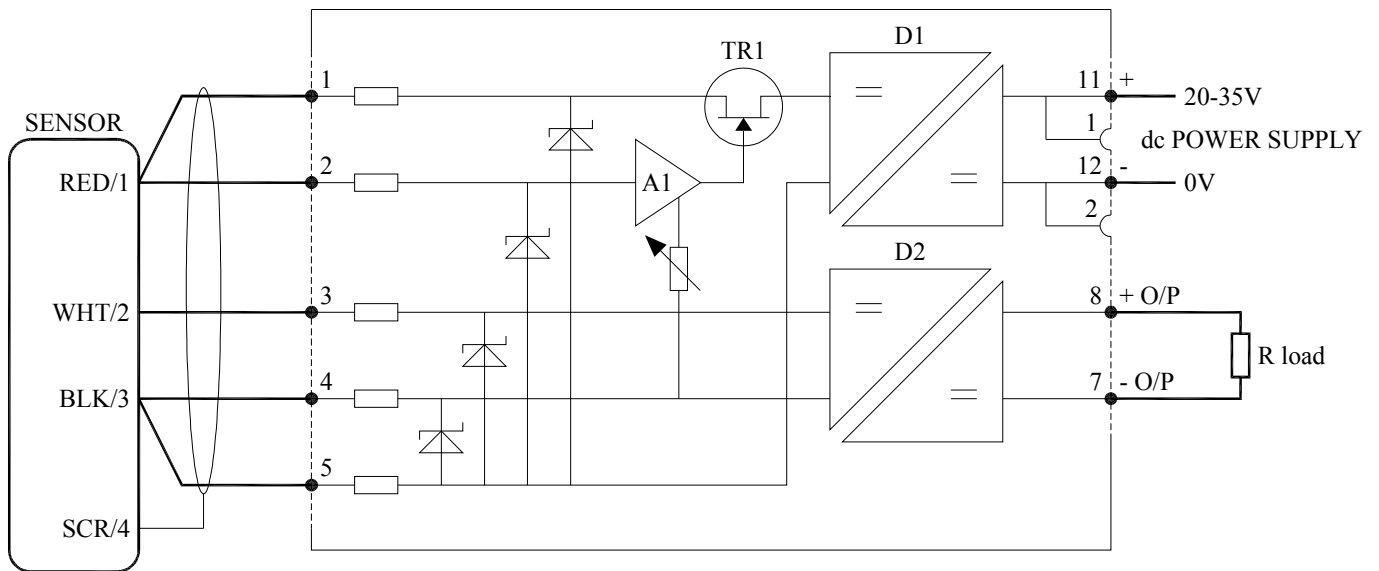 D1
TR1
1
11 +
20-35V
SENSOR
1
dc POWER SUPPLY
RED/1
2
A1
12 -
0V
2
D2
WHT/2
3
8 + O/P
R load
BLK/3
4
7 - O/P
5
SCR/4